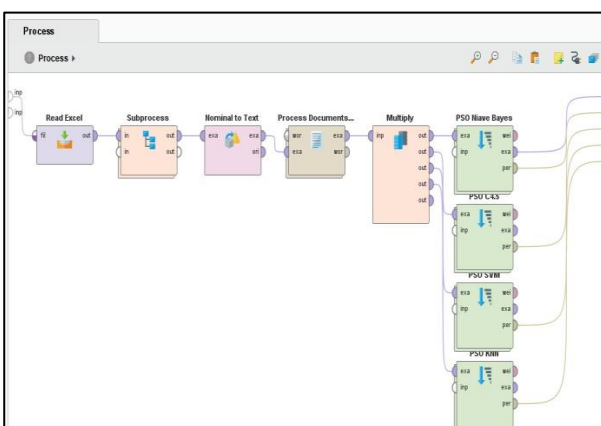 Process
Process
inp
inp
Read Excel
fil
out
Subprocess
in
out
in
out
Nominal to Text
exa
exa
ori
Process Documents...
wor
exa
exa
wor
Multiply
inp
out
out
out
out
out
PSO Niave Bayes
exa
wei
inp
exa
per
PSO C4.5
exa
wei
inp
exa
per
PSO SVM
exa
wei
inp
exa
per
PSO KNN
exa
wei
inp
exa
per